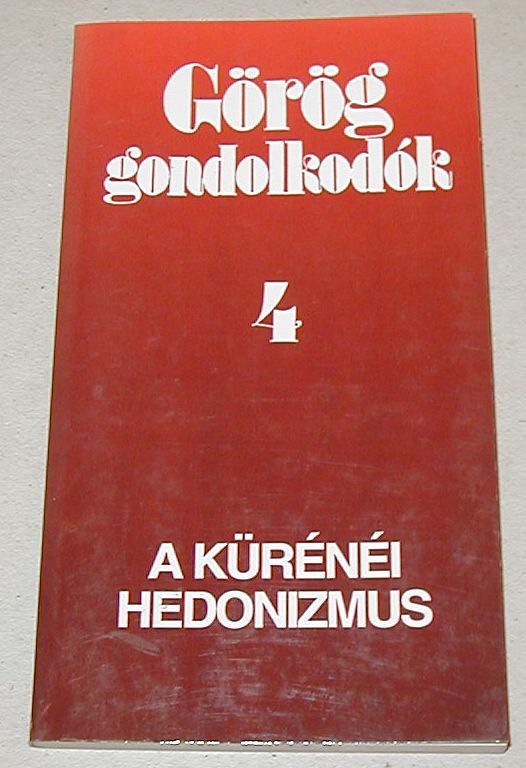 Görög
gondolkodók
4
A KÜRÉNÉI
HEDONIZMUS